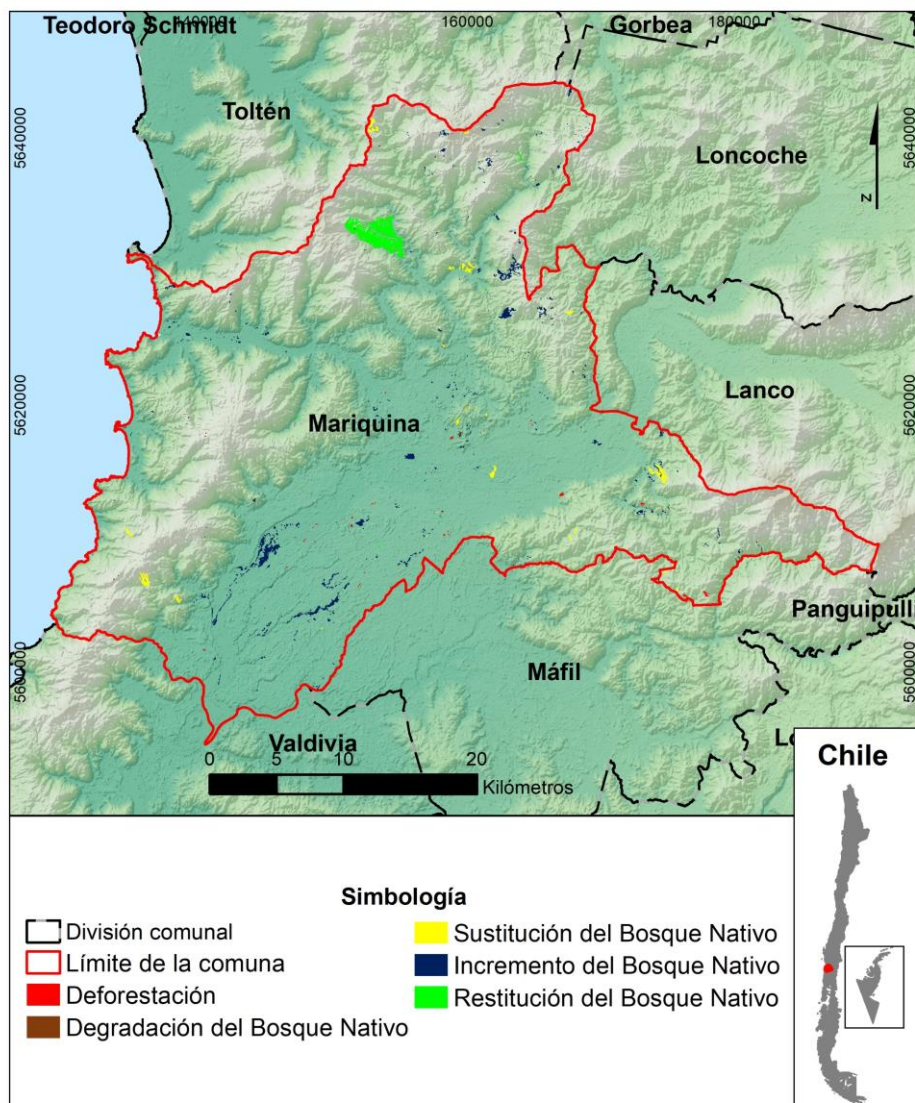 Teodoro Schmidt
140000
160000
Gorbea
180000
Toltén
5640000
5640000
Loncoche
N
Lanco
5620000
5620000
Mariquina
Panguipull
5600000
5600000
Máfil
Valdivia
0 5 10 20
Kilómetros
Chile
Simbología
División comunal
Límite de la comuna
Deforestación
Degradación del Bosque Nativo
Sustitución del Bosque Nativo
Incremento del Bosque Nativo
Restitución del Bosque Nativo